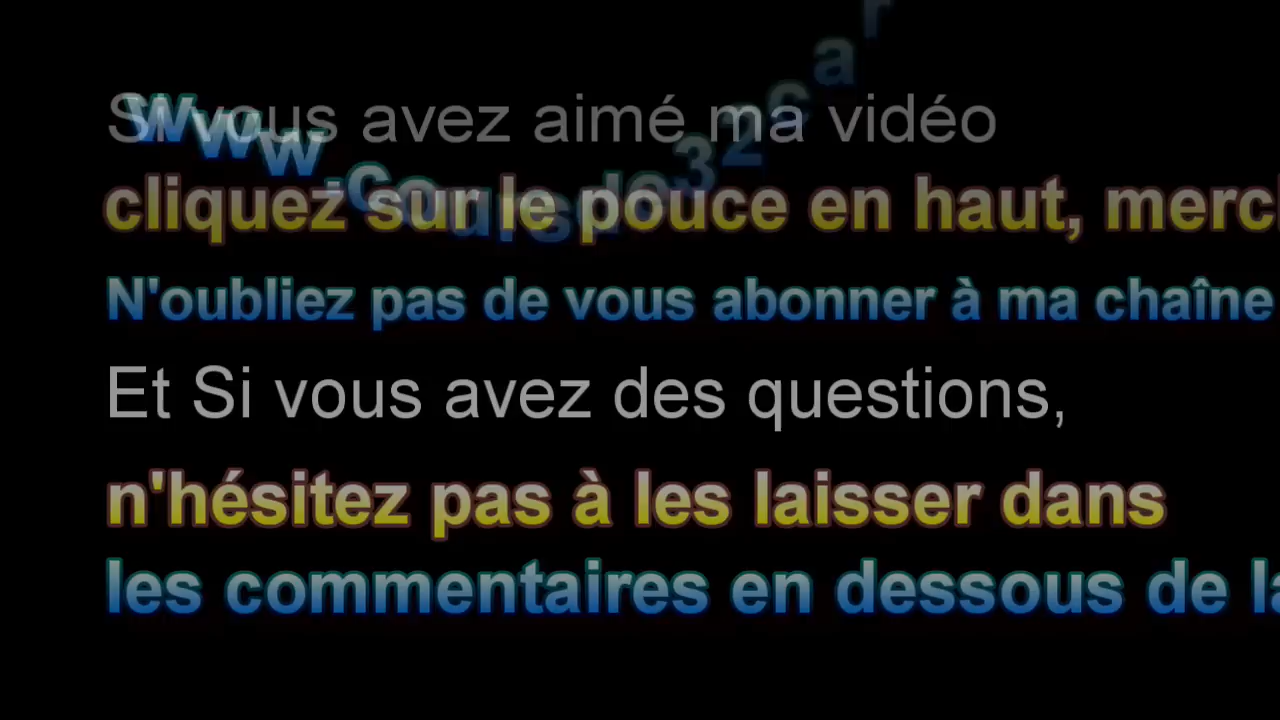 Si vous avez aimé ma vidéo
cliquez sur le pouce en haut, merc
N'oubliez pas de vous abonner à ma chaîne
Et Si vous avez des questions,
n'hésitez pas à les laisser dans
les commentaires en dessous de la